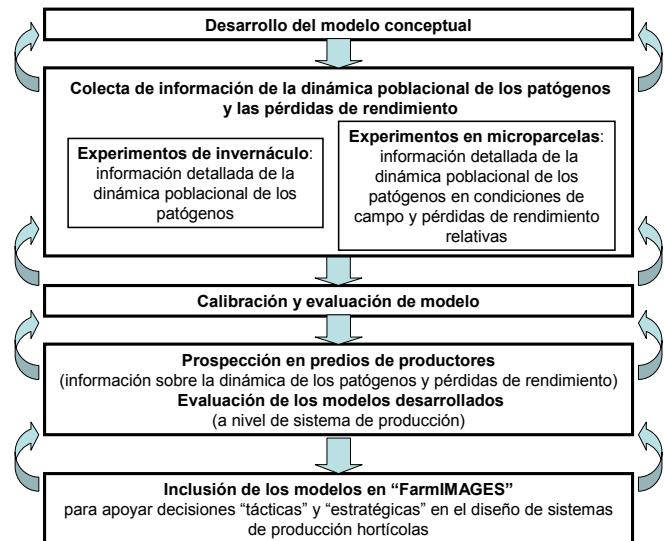 Desarrollo del modelo conceptual
Colecta de información de la dinámica poblacional de los patógenos
y las pérdidas de rendimiento
Experimentos de invernáculo:
información detallada de la
dinámica poblacional de los
patógenos
Experimentos en microparcelas:
información detallada de la
dinámica poblacional de los
patógenos en condiciones de
campo y pérdidas de rendimiento
relativas
Calibración y evaluación de modelo
Prospección en predios de productores
(información sobre la dinámica de los patógenos y pérdidas de rendimiento)
Evaluación de los modelos desarrollados
(a nivel de sistema de producción)
Inclusión de los modelos en “FarmIMAGES”
para apoyar decisiones “tácticas” y “estratégicas” en el diseño de sistemas
de producción hortícolas